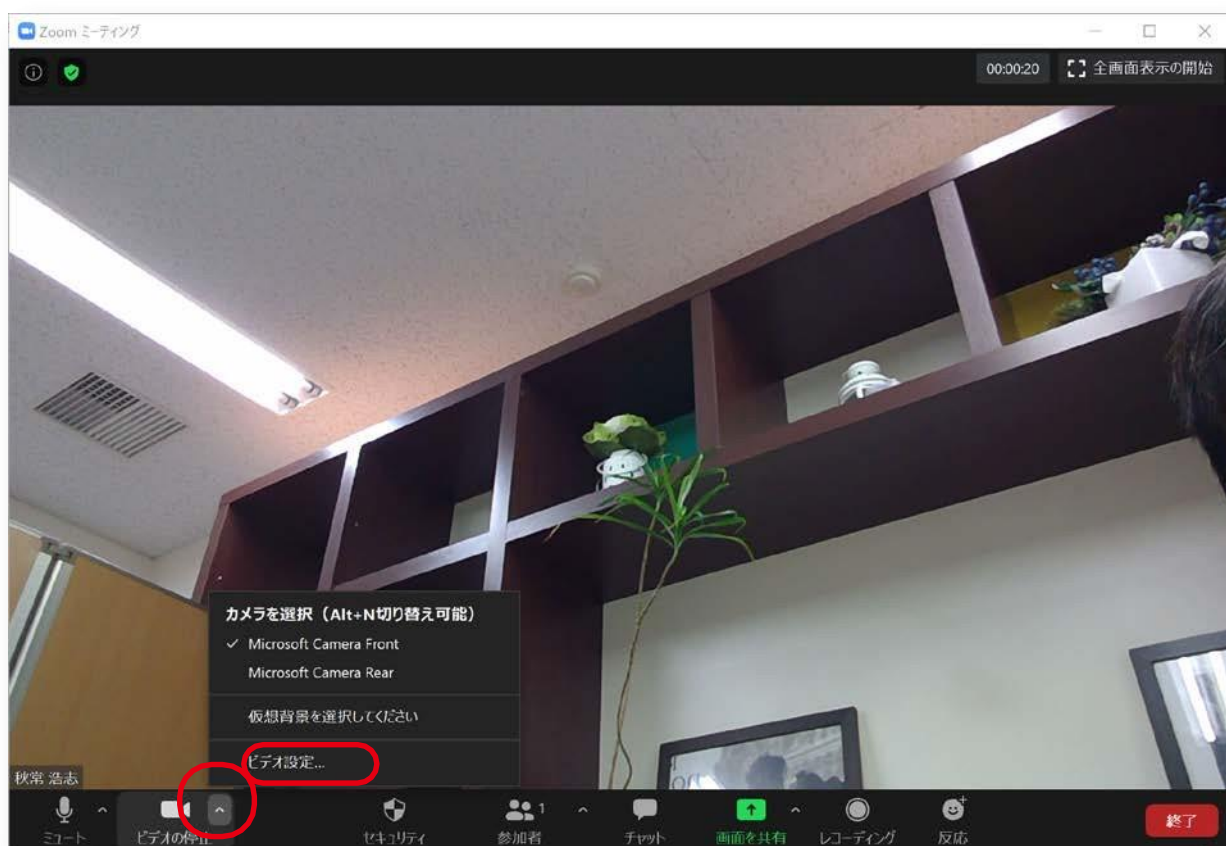 Zoom ミーティング
00:00:20
全画面表示の開始
カメラを選択（Alt+N切り替え可能）
Microsoft Camera Front
Microsoft Camera Rear
仮想背景を選択してください
ビデオ設定...
秋常 浩志
ミュート
ビデオの停止
セキュリティ
参加者
1
チャット
画面を共有
レコーディング
反応
終了